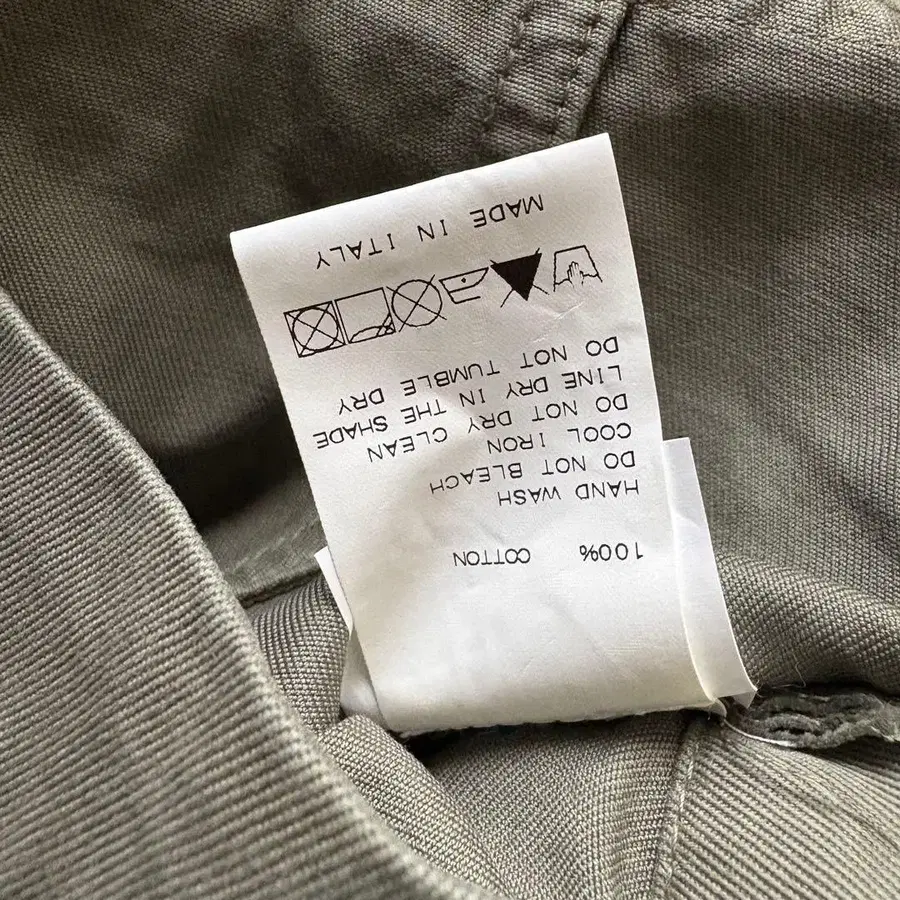 100% COTTON
HAND WASH
DO NOT BLEACH
COOL IRON
DO NOT DRY CLEAN
LINE DRY IN THE SHADE
DO NOT TUMBLE DRY
MADE IN ITALY